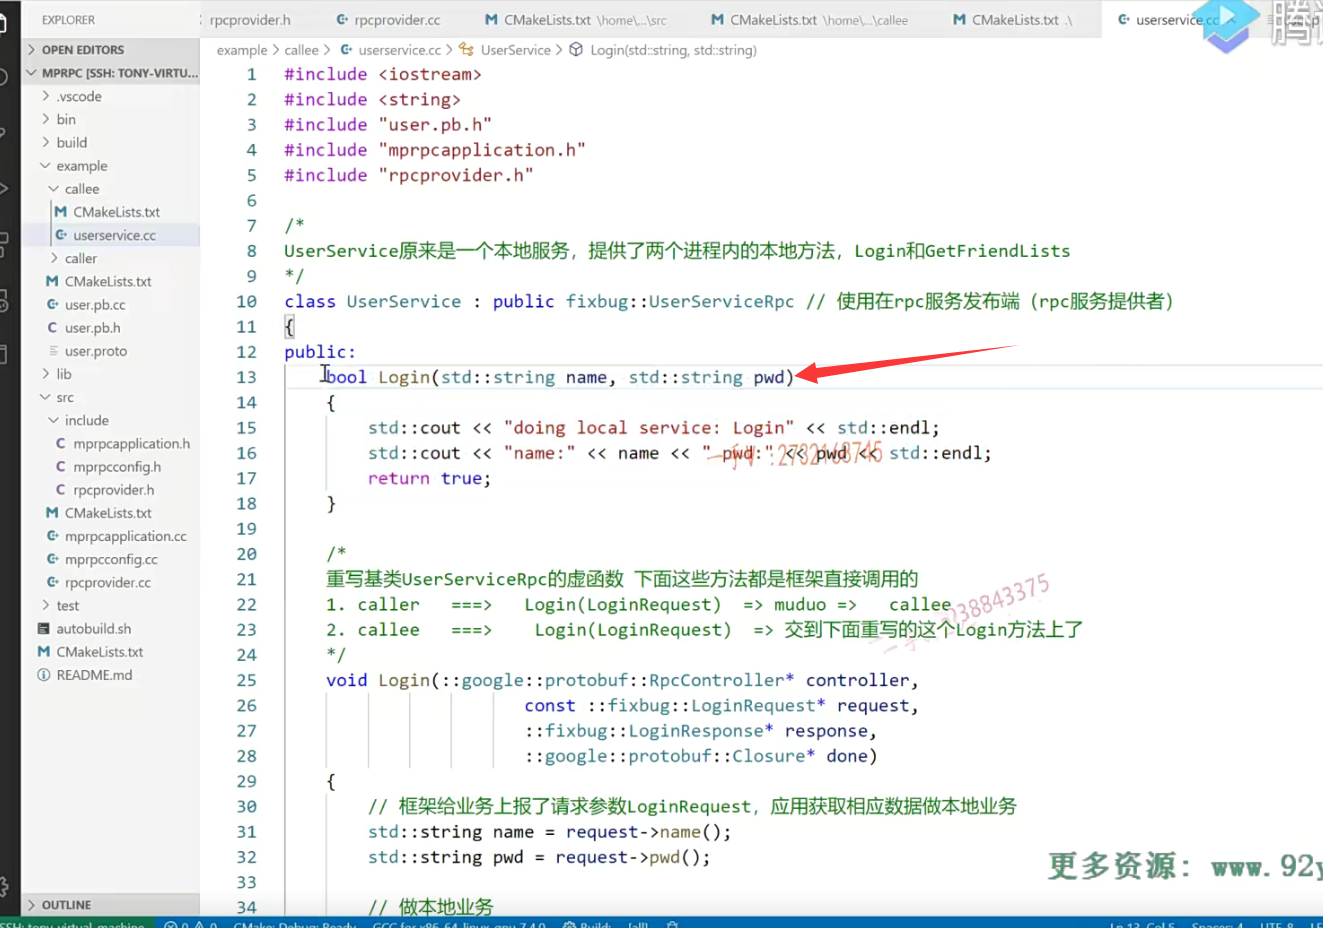 EXPLORER
rpcprovider.h
rpcprovider.cc
CMakeLists.txt \home\...\src
CMakeLists.txt \home\...\callee
CMakeLists.txt .\
userservice.cc
OPEN EDITORS
example > callee > userservice.cc > UserService > Login(std::string, std::string)
MPRPC [SSH: TONY-VIRTU...
.vscode
bin
build
example
callee
CMakeLists.txt
userservice.cc
caller
CMakeLists.txt
user.pb.cc
user.pb.h
user.proto
lib
src
include
mprpcapplication.h
mprpcconfig.h
rpcprovider.h
CMakeLists.txt
mprpcapplication.cc
mprpcconfig.cc
rpcprovider.cc
test
autobuild.sh
CMakeLists.txt
README.md
OUTLINE
1 #include <iostream>
2 #include <string>
3 #include "user.pb.h"
4 #include "mprpcapplication.h"
5 #include "rpcprovider.h"
6
7 /*
8 UserService原来是一个本地服务，提供了两个进程内的本地方法，Login和GetFriendLists
9 */
10 class UserService : public fixbug::UserServiceRpc // 使用在rpc服务发布端（rpc服务提供者）
11 {
12 public:
13 bool Login(std::string name, std::string pwd)
14 {
15 std::cout << "doing local service: Login" << std::endl;
16 std::cout << "name:" << name << " pwd:" << pwd << std::endl;
17 return true;
18 }
19
20 /*
21 重写基类UserServiceRpc的虚函数 下面这些方法都是框架直接调用的
22 1. caller ===> Login(LoginRequest) => muduo => callee
23 2. callee ===> Login(LoginRequest) => 交到下面重写的这个Login方法上了
24 */
25 void Login(::google::protobuf::RpcController* controller,
26 const ::fixbug::LoginRequest* request,
27 ::fixbug::LoginResponse* response,
28 ::google::protobuf::Closure* done)
29 {
30 // 框架给业务上报了请求参数LoginRequest，应用获取相应数据做本地业务
31 std::string name = request->name();
32 std::string pwd = request->pwd();
33
34 // 做本地业务
更多资源：www.92y